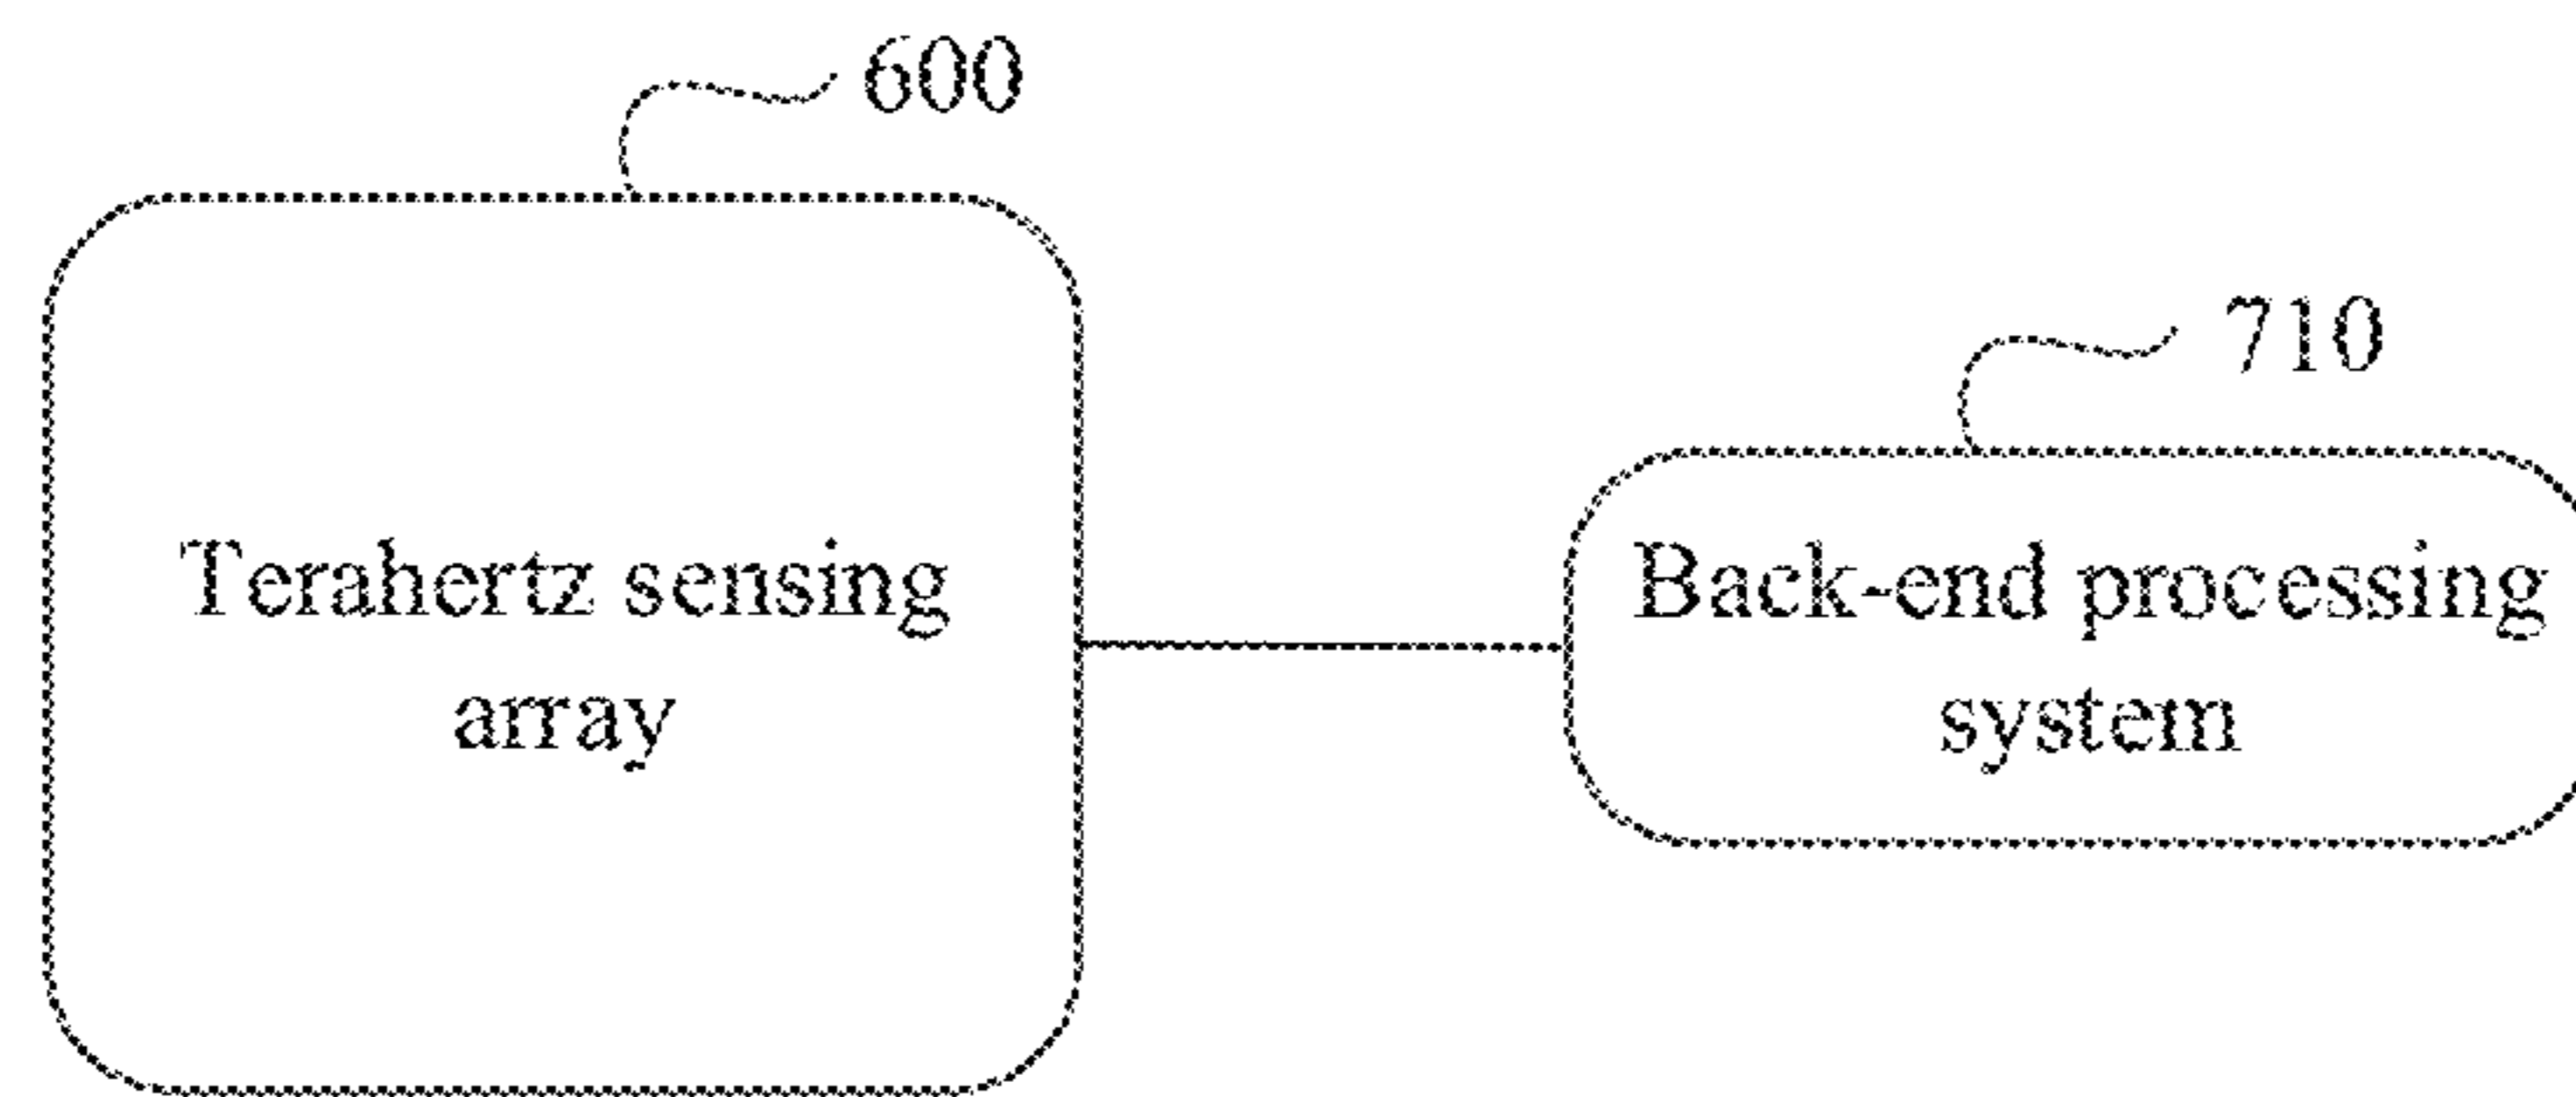 600
710
Terahertz sensing
array
Back-end processing
system